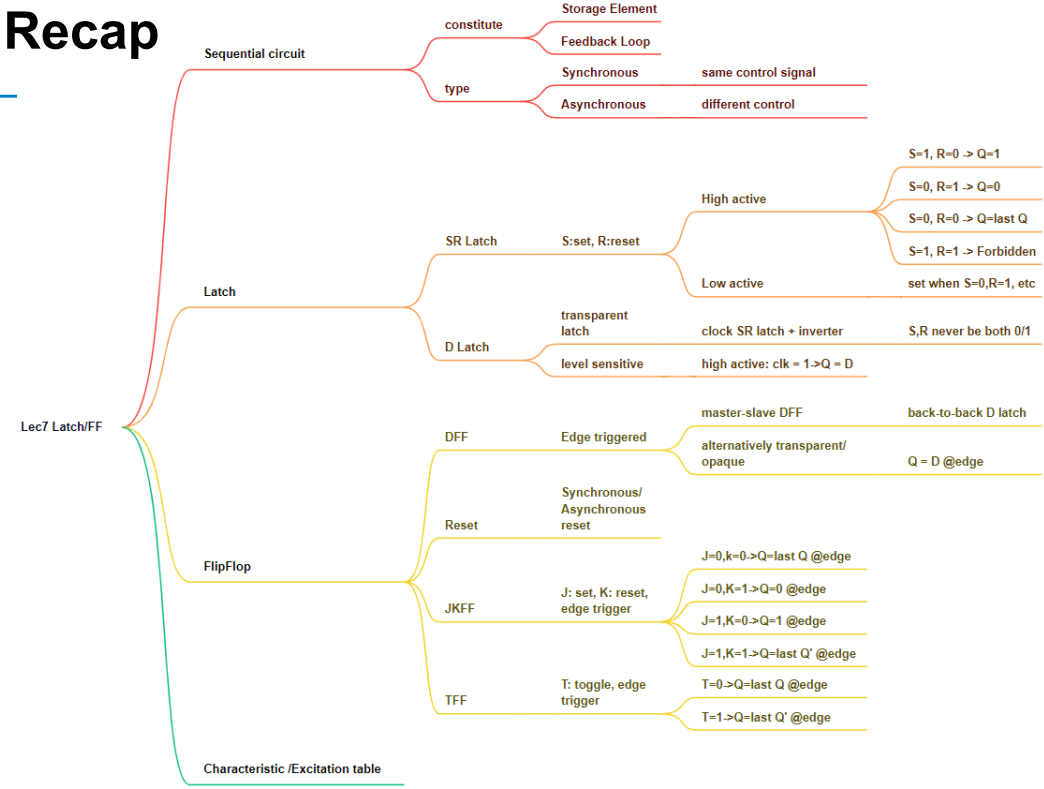 Recap
Lec7 Latch/FF
Sequential circuit
constitute
Storage Element
Feedback Loop
type
Synchronous
same control signal
Asynchronous
different control
Latch
SR Latch
S:set, R:reset
High active
S=1, R=0 -> Q=1
S=0, R=1 -> Q=0
S=0, R=0 -> Q=last Q
S=1, R=1 -> Forbidden
Low active
set when S=0,R=1, etc
D Latch
transparent
latch
clock SR latch + inverter
S,R never be both 0/1
level sensitive
high active: clk = 1->Q = D
FlipFlop
DFF
Edge triggered
master-slave DFF
back-to-back D latch
alternatively transparent/
opaque
Q = D @edge
Reset
Synchronous/
Asynchronous
reset
JKFF
J: set, K: reset,
edge trigger
J=0,k=0->Q=last Q @edge
J=0,K=1->Q=0 @edge
J=1,K=0->Q=1 @edge
J=1,K=1->Q=last Q' @edge
TFF
T: toggle, edge
trigger
T=0->Q=last Q @edge
T=1->Q=last Q' @edge
Characteristic /Excitation table